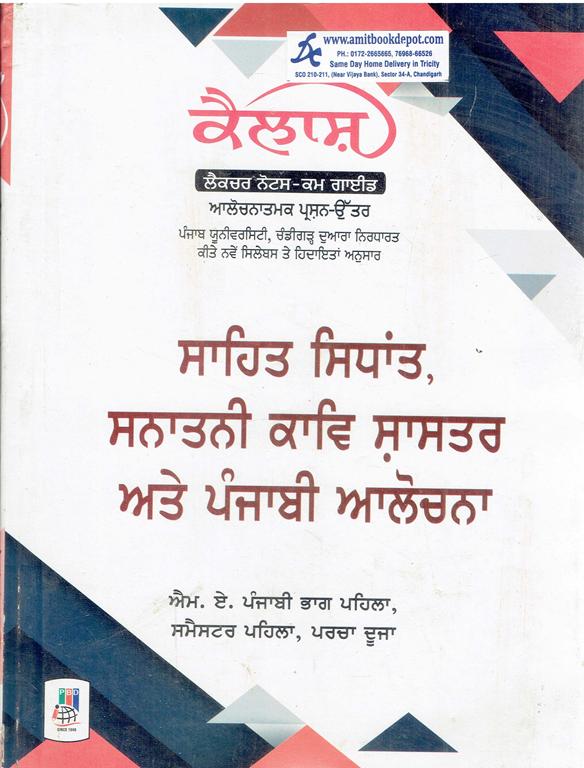 www.amitbookdepot.com
PH.: 0172-2665665, 76968-66526
Same Day Home Delivery in Tricity
SCO 210-211, (Near Vijaya Bank), Sector 34-A, Chandigarh
ਕੈਲਾਸ਼
ਲੈਕਚਰ ਨੋਟਸ-ਕਮ ਗਾਈਡ
ਆਲੋਚਨਾਤਮਕ ਪ੍ਰਸ਼ਨ-ਉੱਤਰ
ਪੰਜਾਬ ਯੂਨੀਵਰਸਿਟੀ, ਚੰਡੀਗੜ੍ਹ ਦੁਆਰਾ ਨਿਰਧਾਰਤ
ਕੀਤੇ ਨਵੇਂ ਸਿਲੇਬਸ ਤੇ ਹਿਦਾਇਤਾਂ ਅਨੁਸਾਰ
ਸਾਹਿਤ ਸਿਧਾਂਤ,
ਸਨਾਤਨੀ ਕਾਵਿ ਸ਼ਾਸਤਰ
ਅਤੇ ਪੰਜਾਬੀ ਆਲੋਚਨਾ
ਐਮ. ਏ. ਪੰਜਾਬੀ ਭਾਗ ਪਹਿਲਾ,
ਸਮੈਸਟਰ ਪਹਿਲਾ, ਪਰਚਾ ਦੂਜਾ
PBD
SINCE 1949